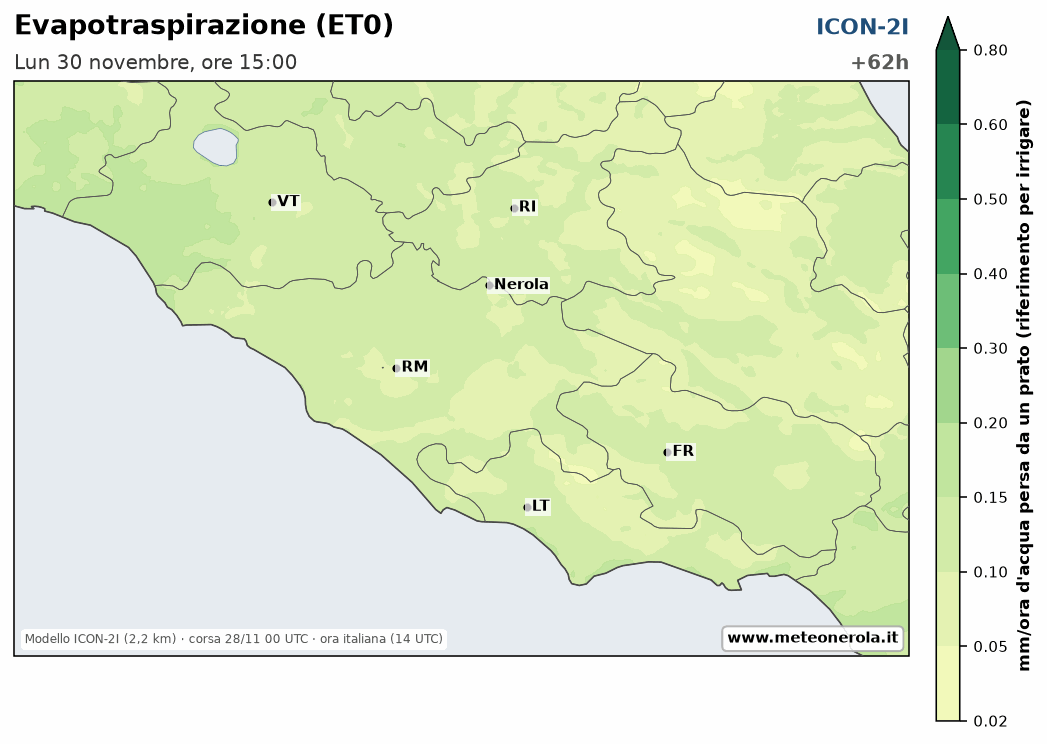 Evapotraspirazione (ET0)
ICON-2I
Lun 30 novembre, ore 15:00
+62h
VT
RI
Nerola
RM
FR
LT
Modello ICON-2I (2,2 km) · corsa 28/11 00 UTC · ora italiana (14 UTC)
www.meteonerola.it
0.80
0.60
0.50
0.40
0.30
0.20
0.15
0.10
0.05
0.02
mm/ora d'acqua persa da un prato (riferimento per irrigare)